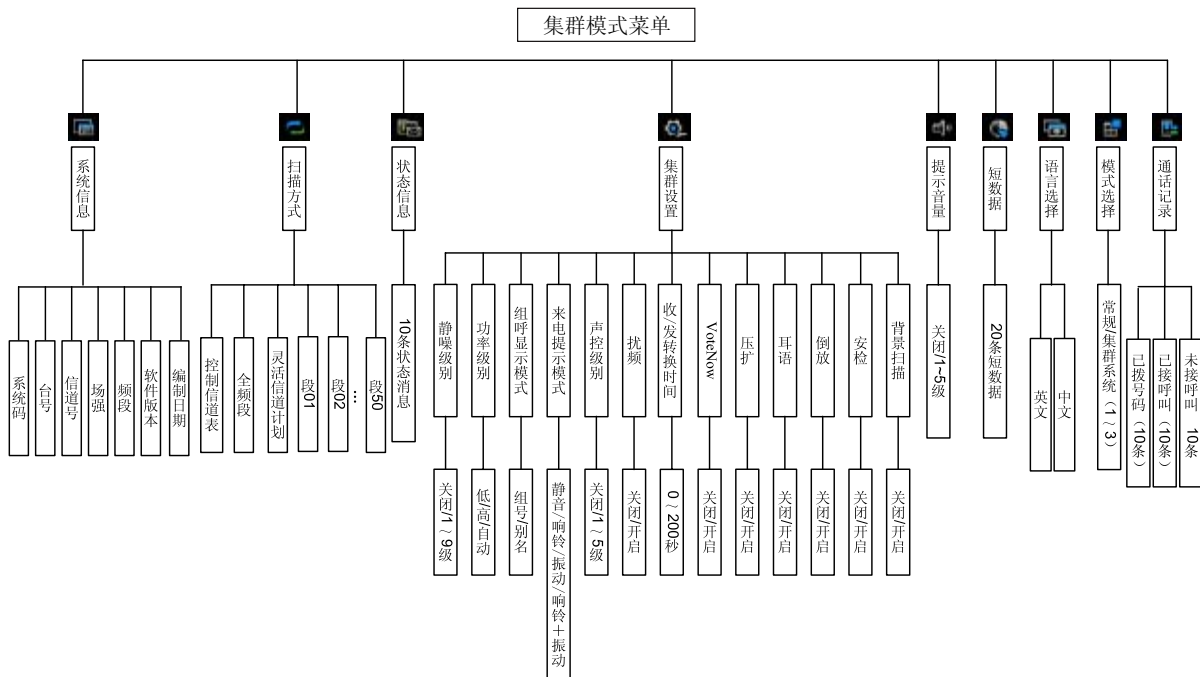 集群模式菜单
系统信息
扫描方式
状态信息
集群设置
提示音量
短数据
语言选择
模式选择
通话记录
系统码
台号
信道号
场强
频段
软件版本
编制日期
控制信道表
全频段
灵活信道计划
段01
段02
…
段50
10条状态消息
静噪级别
功率级别
组呼显示模式
来电提示模式
声控级别
扰频
收/发转换时间
VoteNow
压扩
耳语
倒放
安检
背景扫描
关闭/1~5级
20条短数据
英文
中文
常规/集群系统（1～3）
已拨号码（10条）
已接呼叫（10条）
未接呼叫 10条
关闭/1～9级
低/高/自动
组号/别名
静音/响铃/振动/响铃＋振动
关闭/1～5级
关闭/开启
0～200秒
关闭/开启
关闭/开启
关闭/开启
关闭/开启
关闭/开启
关闭/开启